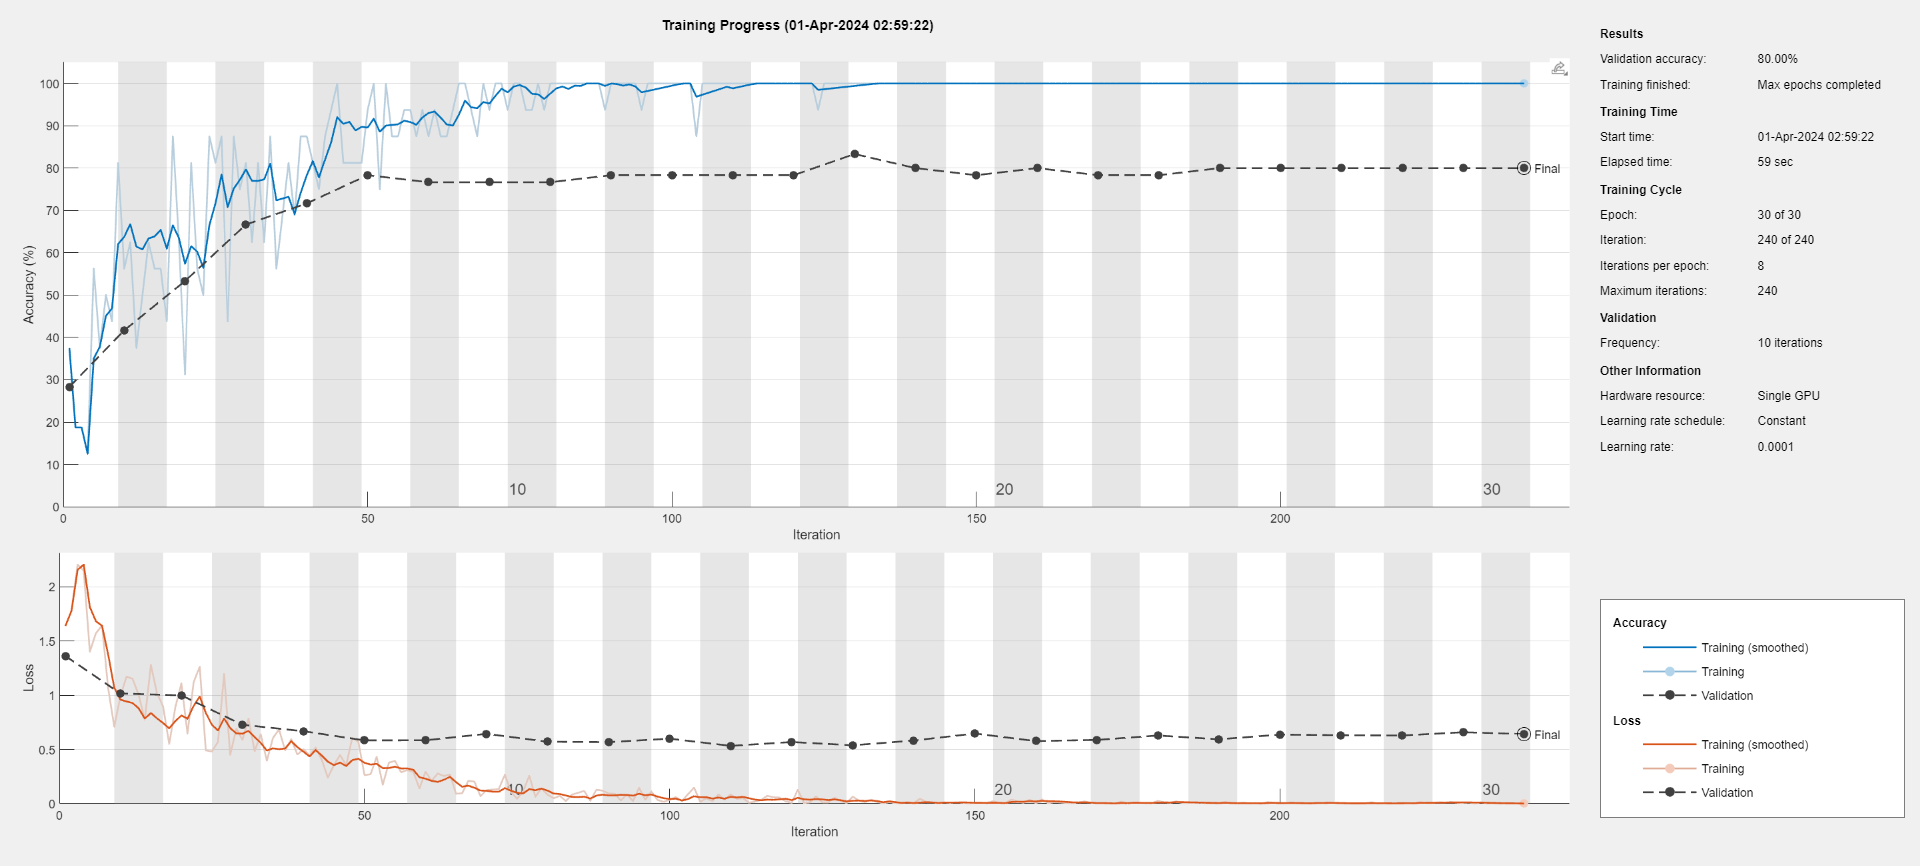 Training Progress (01-Apr-2024 02:59:22)
Accuracy (%)
100
90
80
70
60
50
40
30
20
10
0
Final
10
20
30
0
50
100
150
200
Iteration
Loss
2
1.5
1
0.5
0
Final
10
20
30
0
50
100
150
200
Iteration
Results
Validation accuracy: 80.00%
Training finished: Max epochs completed
Training Time
Start time: 01-Apr-2024 02:59:22
Elapsed time: 59 sec
Training Cycle
Epoch: 30 of 30
Iteration: 240 of 240
Iterations per epoch: 8
Maximum iterations: 240
Validation
Frequency: 10 iterations
Other Information
Hardware resource: Single GPU
Learning rate schedule: Constant
Learning rate: 0.0001
Accuracy
Training (smoothed)
Training
Validation
Loss
Training (smoothed)
Training
Validation